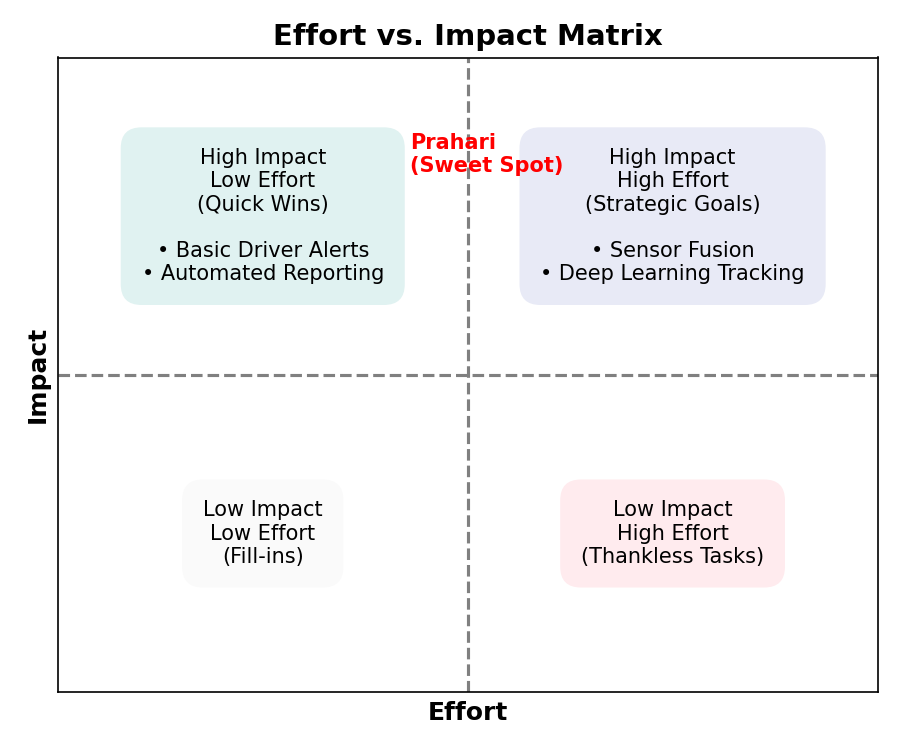 Effort vs. Impact Matrix
High Impact
Low Effort
(Quick Wins)
• Basic Driver Alerts
• Automated Reporting
Prahari
(Sweet Spot)
High Impact
High Effort
(Strategic Goals)
• Sensor Fusion
• Deep Learning Tracking
Impact
Low Impact
Low Effort
(Fill-ins)
Low Impact
High Effort
(Thankless Tasks)
Effort